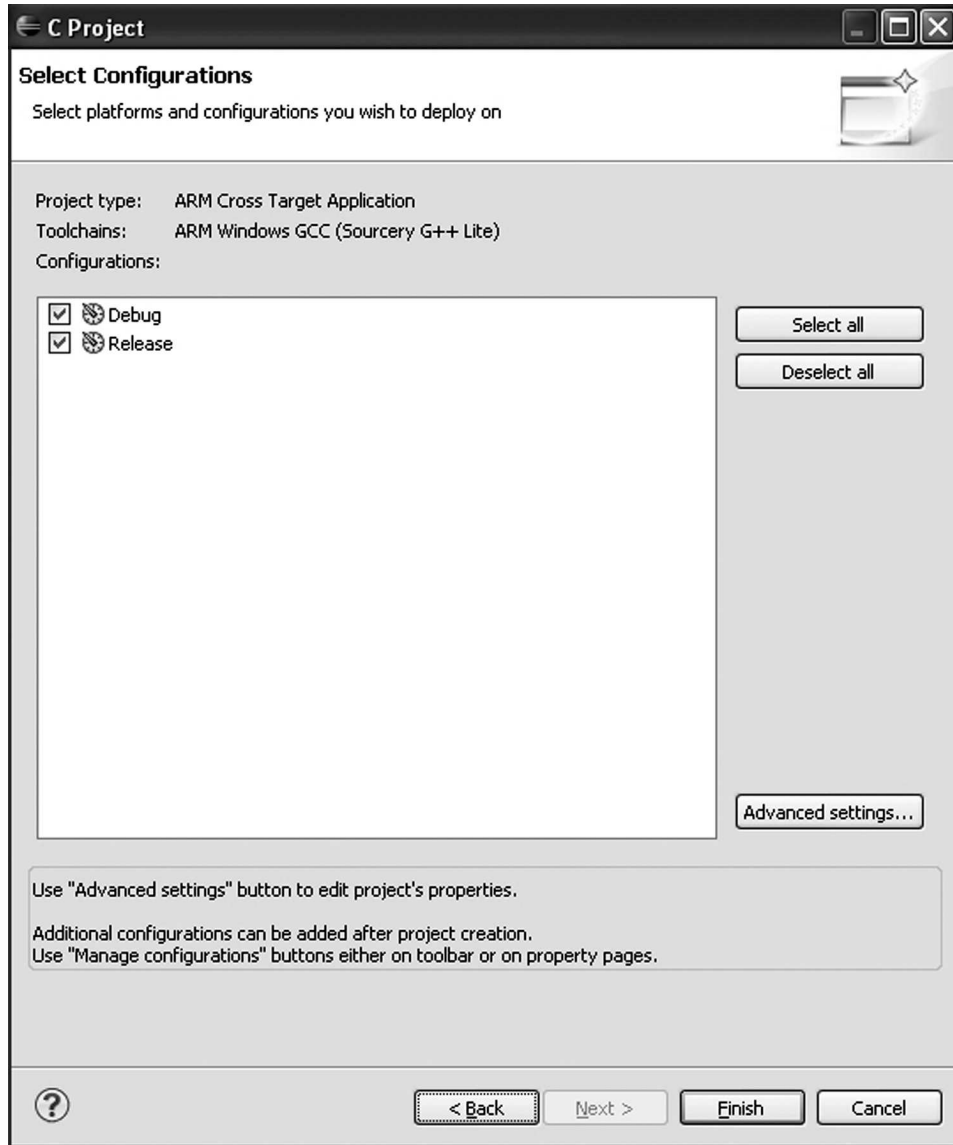 C Project
Select Configurations
Select platforms and configurations you wish to deploy on
Project type: ARM Cross Target Application
Toolchains: ARM Windows GCC (Sourcery G++ Lite)
Configurations:
Debug
Release
Select all
Deselect all
Advanced settings...
Use "Advanced settings" button to edit project's properties.
Additional configurations can be added after project creation.
Use "Manage configurations" buttons either on toolbar or on property pages.
? < Back Next > Finish Cancel